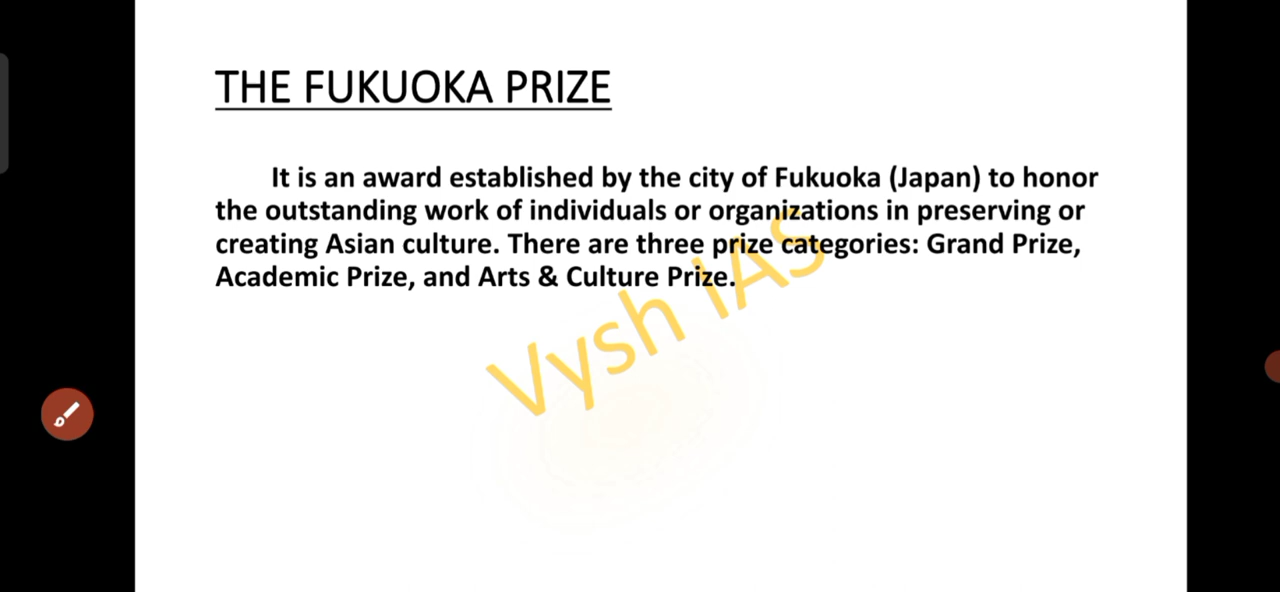 THE FUKUOKA PRIZE
It is an award established by the city of Fukuoka (Japan) to honor
the outstanding work of individuals or organizations in preserving or
creating Asian culture. There are three prize categories: Grand Prize,
Academic Prize, and Arts & Culture Prize.
Vysh IAS